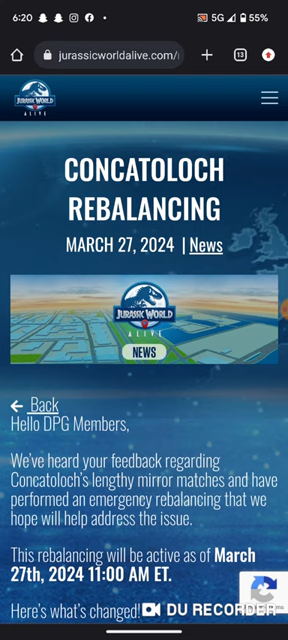 6:20
5G 55%
jurassicworldalive.com/
13
JURASSIC WORLD
ALIVE
CONCATOLOCH
REBALANCING
MARCH 27, 2024 | News
JURASSIC WORLD
ALIVE
NEWS
Back
Hello DPG Members,
We've heard your feedback regarding
Concatoloch's lengthy mirror matches and have
performed an emergency rebalancing that we
hope will help address the issue.
This rebalancing will be active as of March
27th, 2024 11:00 AM ET.
Here's what's changed!
DU RECORDER